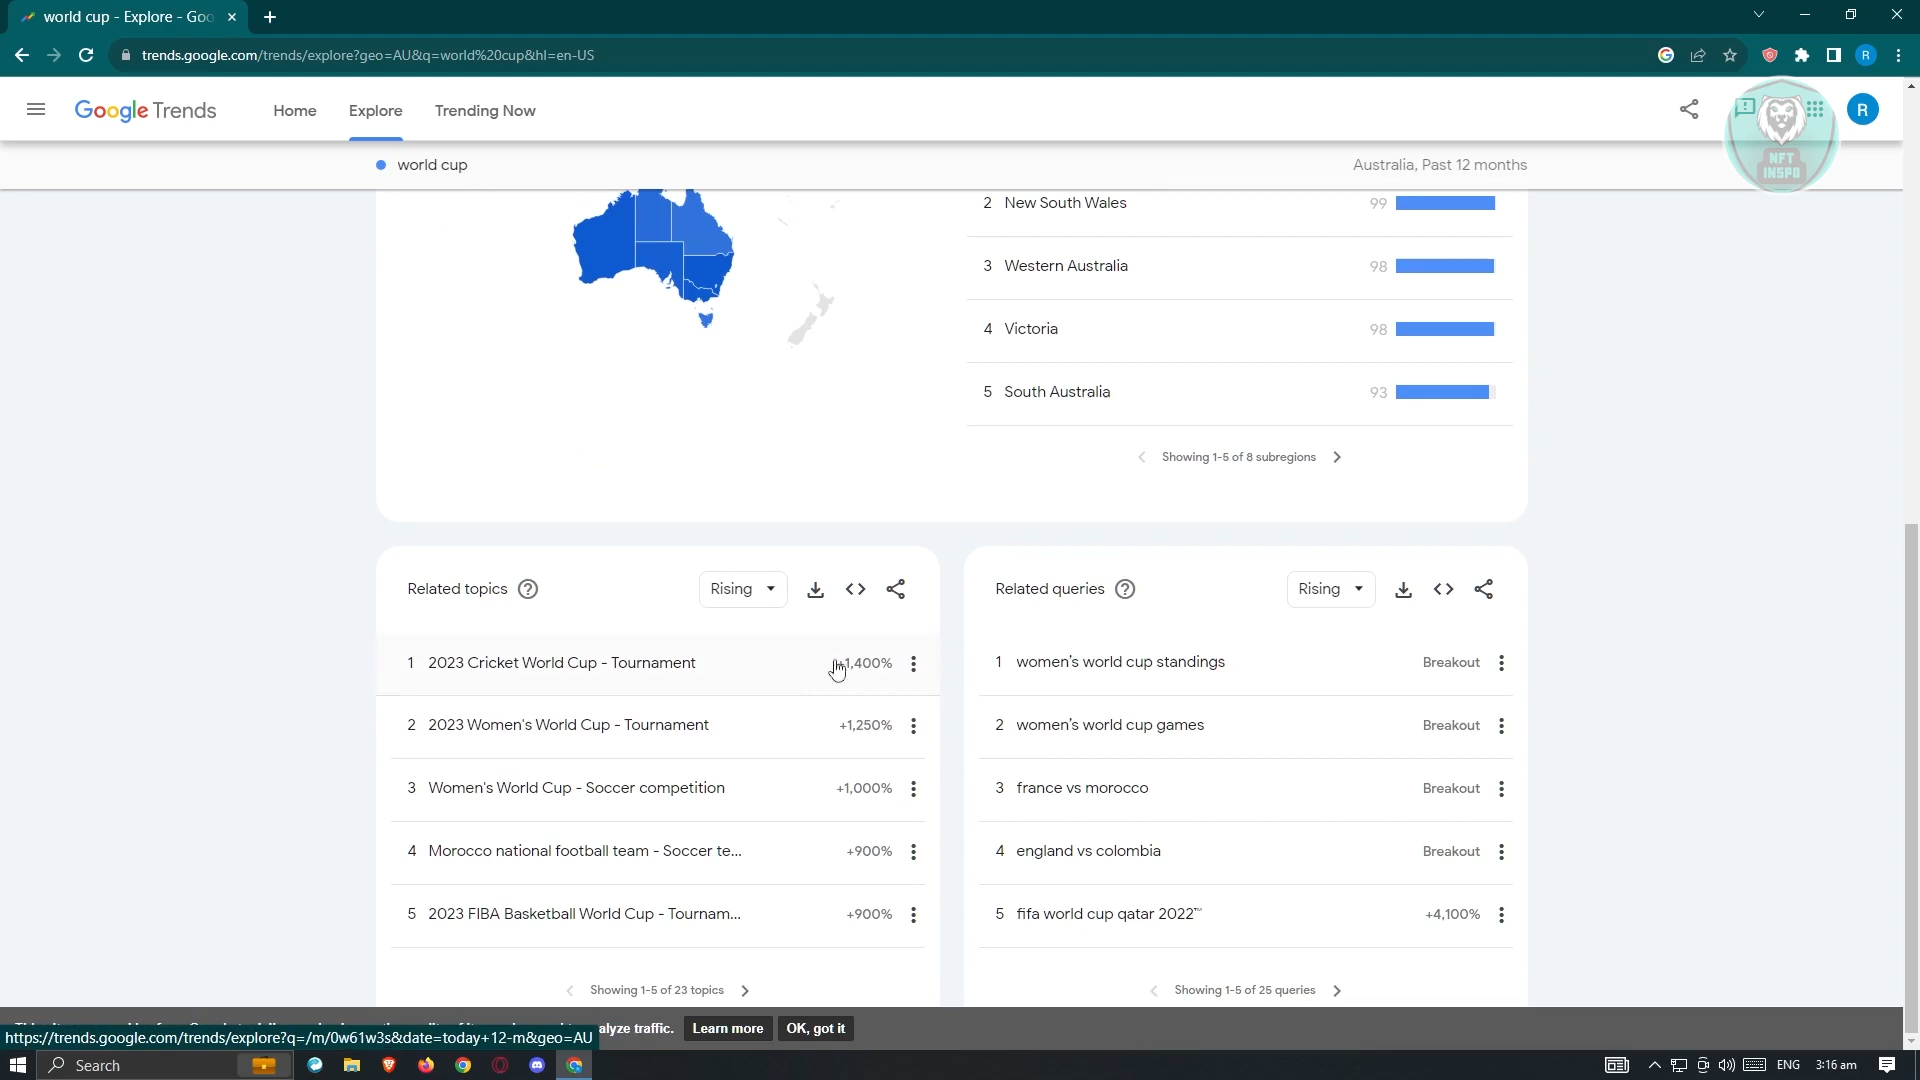 world cup - Explore - Goo
trends.google.com/trends/explore?geo=AU&q=world%20cup&hl=en-US
R
Google Trends
Home
Explore
Trending Now
R
NFT
INSPO
world cup
Australia, Past 12 months
2 New South Wales 99
3 Western Australia 98
4 Victoria 98
5 South Australia 93
Showing 1-5 of 8 subregions
Related topics
Rising
1 2023 Cricket World Cup - Tournament +1,400%
2 2023 Women's World Cup - Tournament +1,250%
3 Women's World Cup - Soccer competition +1,000%
4 Morocco national football team - Soccer te... +900%
5 2023 FIBA Basketball World Cup - Tournam... +900%
Showing 1-5 of 23 topics
Related queries
Rising
1 women's world cup standings Breakout
2 women's world cup games Breakout
3 france vs morocco Breakout
4 england vs colombia Breakout
5 fifa world cup qatar 2022™ +4,100%
Showing 1-5 of 25 queries
alyze traffic.
Learn more
OK, got it
https://trends.google.com/trends/explore?q=/m/0w61w3s&date=today+12-m&geo=AU
Search
ENG
3:16 am